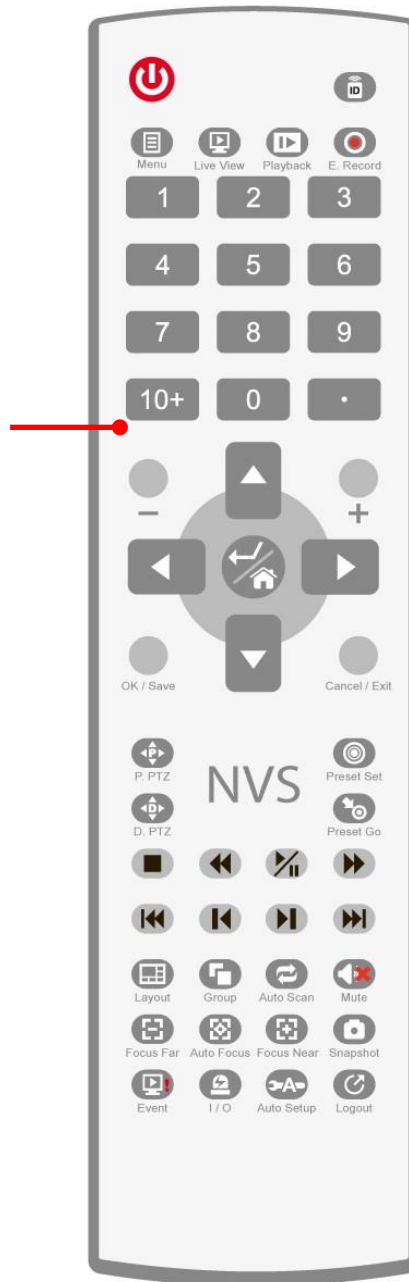 ID
Menu Live View Playback E. Record
1 2 3
4 5 6
7 8 9
10+ 0 •
− +
OK / Save Cancel / Exit
P
P. PTZ NVS Preset Set
D
D. PTZ Preset Go
Layout Group Auto Scan Mute
Focus Far Auto Focus Focus Near Snapshot
A
Event I / O Auto Setup Logout